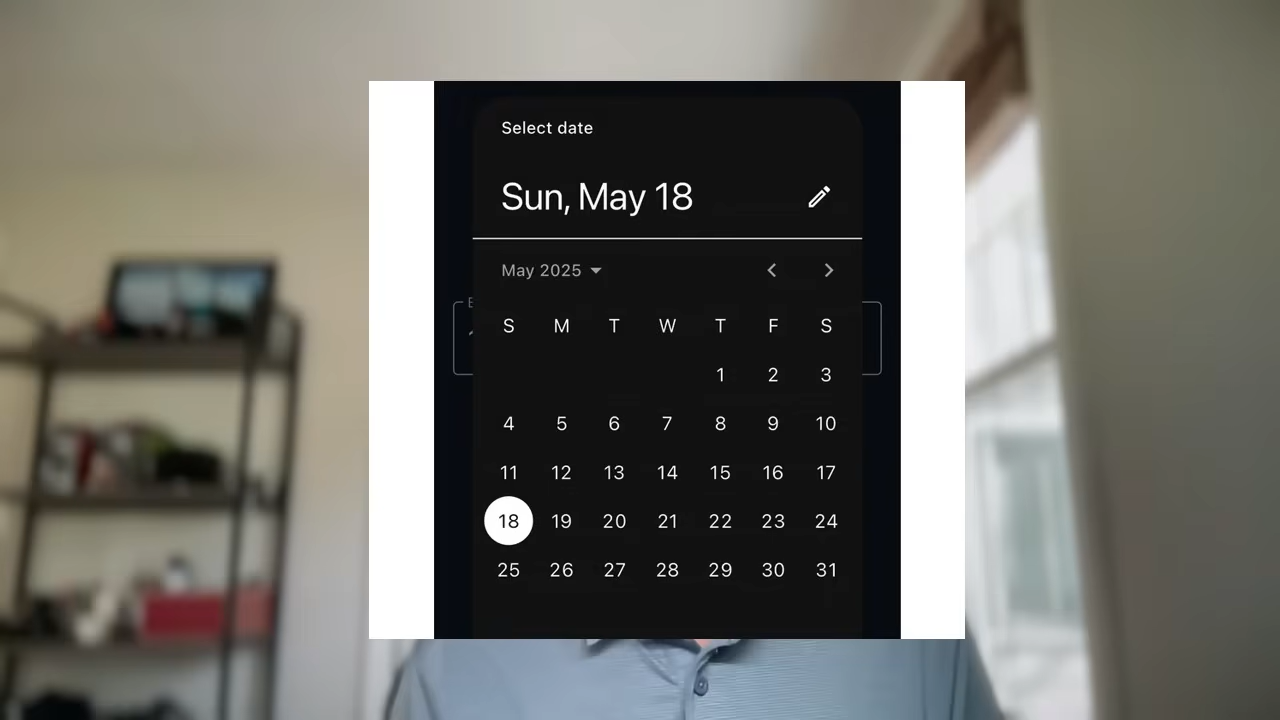 Select date
Sun, May 18
May 2025
S M T W T F S
1 2 3
4 5 6 7 8 9 10
11 12 13 14 15 16 17
18 19 20 21 22 23 24
25 26 27 28 29 30 31